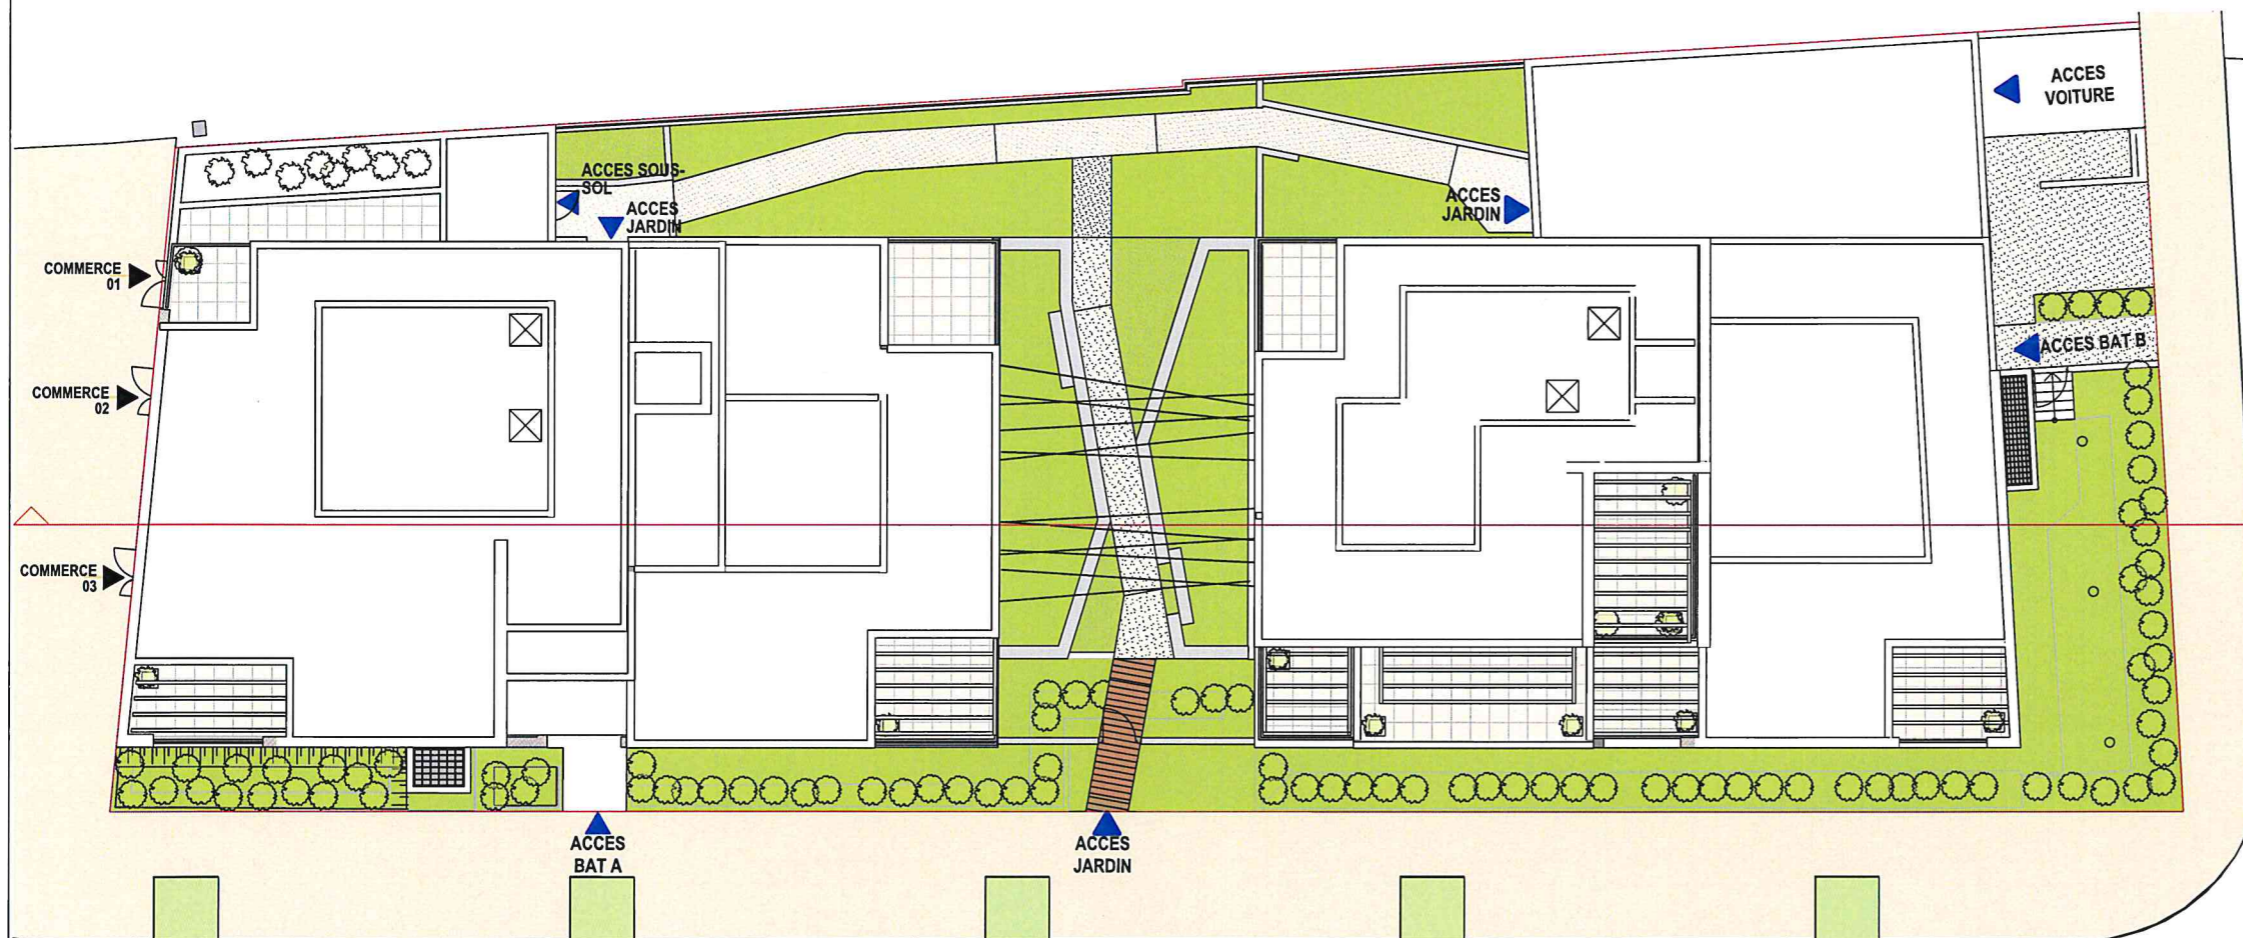 ACCES
VOITURE
ACCES SOUS-
SOL
ACCES
JARDIN
ACCES
JARDIN
COMMERCE
01
ACCES BAT B
COMMERCE
02
COMMERCE
03
ACCES
BAT A
ACCES
JARDIN